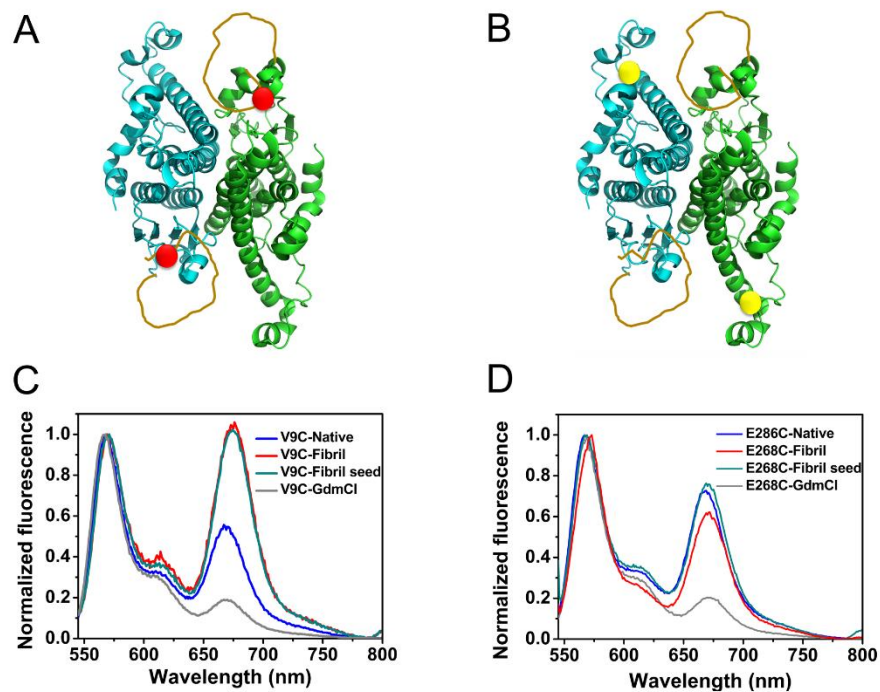 A
B
C
D
Normalized fluorescence
1.0
0.8
0.6
0.4
0.2
0.0
V9C-Native
V9C-Fibril
V9C-Fibril seed
V9C-GdmCl
550
600
650
700
750
800
Wavelength (nm)
Normalized fluorescence
1.0
0.8
0.6
0.4
0.2
0.0
E286C-Native
E268C-Fibril
E268C-Fibril seed
E268C-GdmCl
550
600
650
700
750
800
Wavelength (nm)